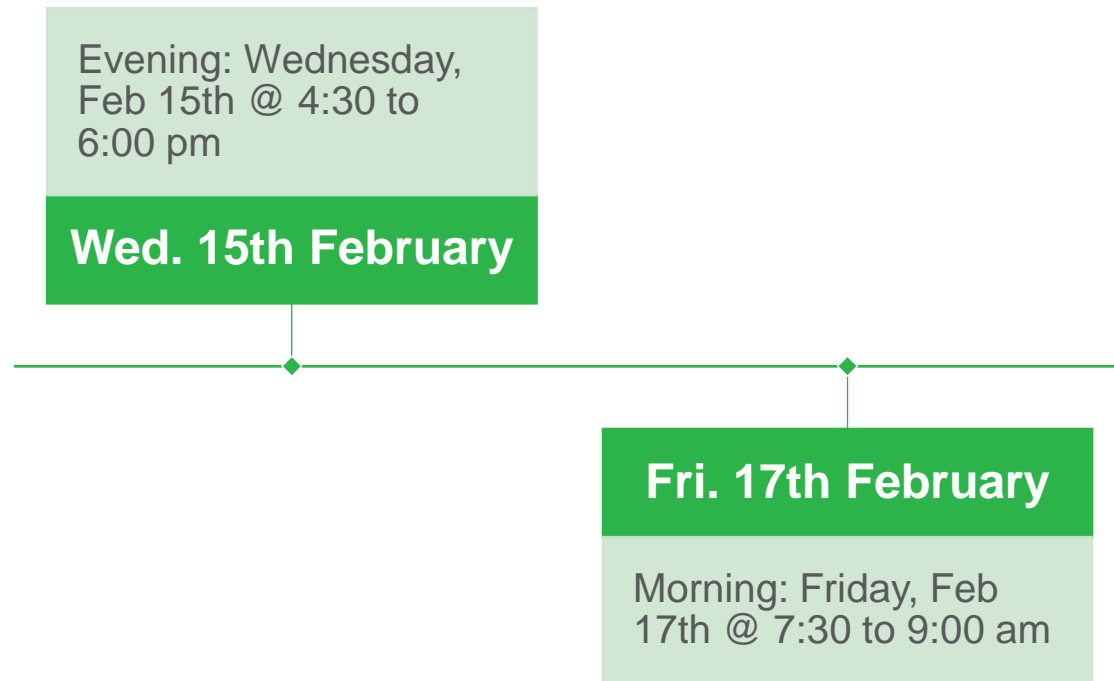 Evening: Wednesday,
Feb 15th @ 4:30 to
6:00 pm
Wed. 15th February
Fri. 17th February
Morning: Friday, Feb
17th @ 7:30 to 9:00 am